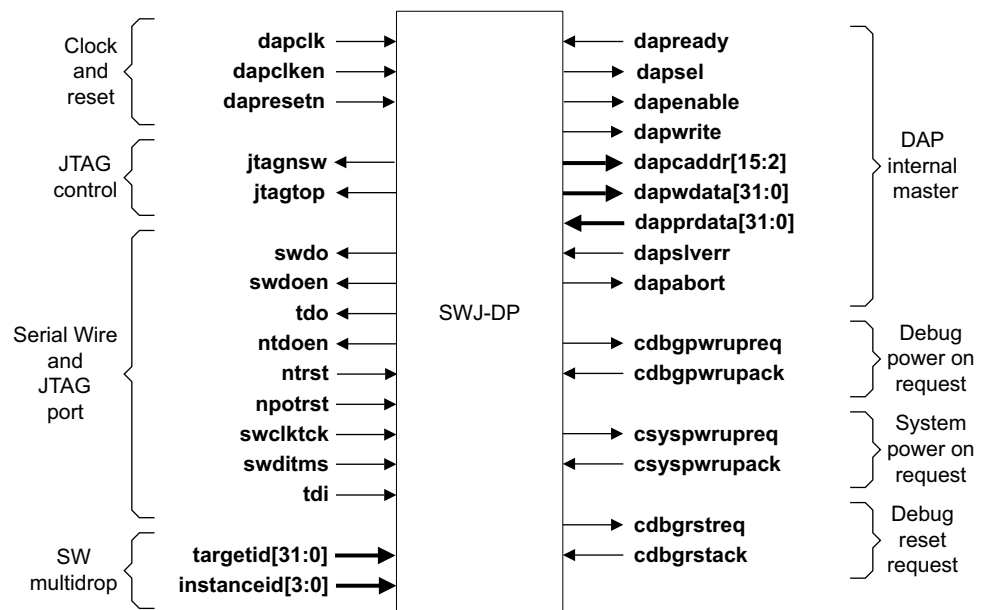 Clock
and
reset
dapclk
dapclken
dapresetn
JTAG
control
jtagnsw
jtagtop
Serial Wire
and
JTAG
port
swdo
swdoen
tdo
ntdoen
ntrst
npotrst
swclktck
swditms
tdi
SW
multidrop
targetid[31:0]
instanceid[3:0]
SWJ-DP
dapready
dapsel
dapenable
dapwrite
dapcaddr[15:2]
dapwdata[31:0]
dapprdata[31:0]
dapslverr
dapabort
DAP
internal
master
cdbgpwrupreq
cdbgpwrupack
Debug
power on
request
csyspwrupreq
csyspwrupack
System
power on
request
cdbgrstreq
cdbgrstack
Debug
reset
request